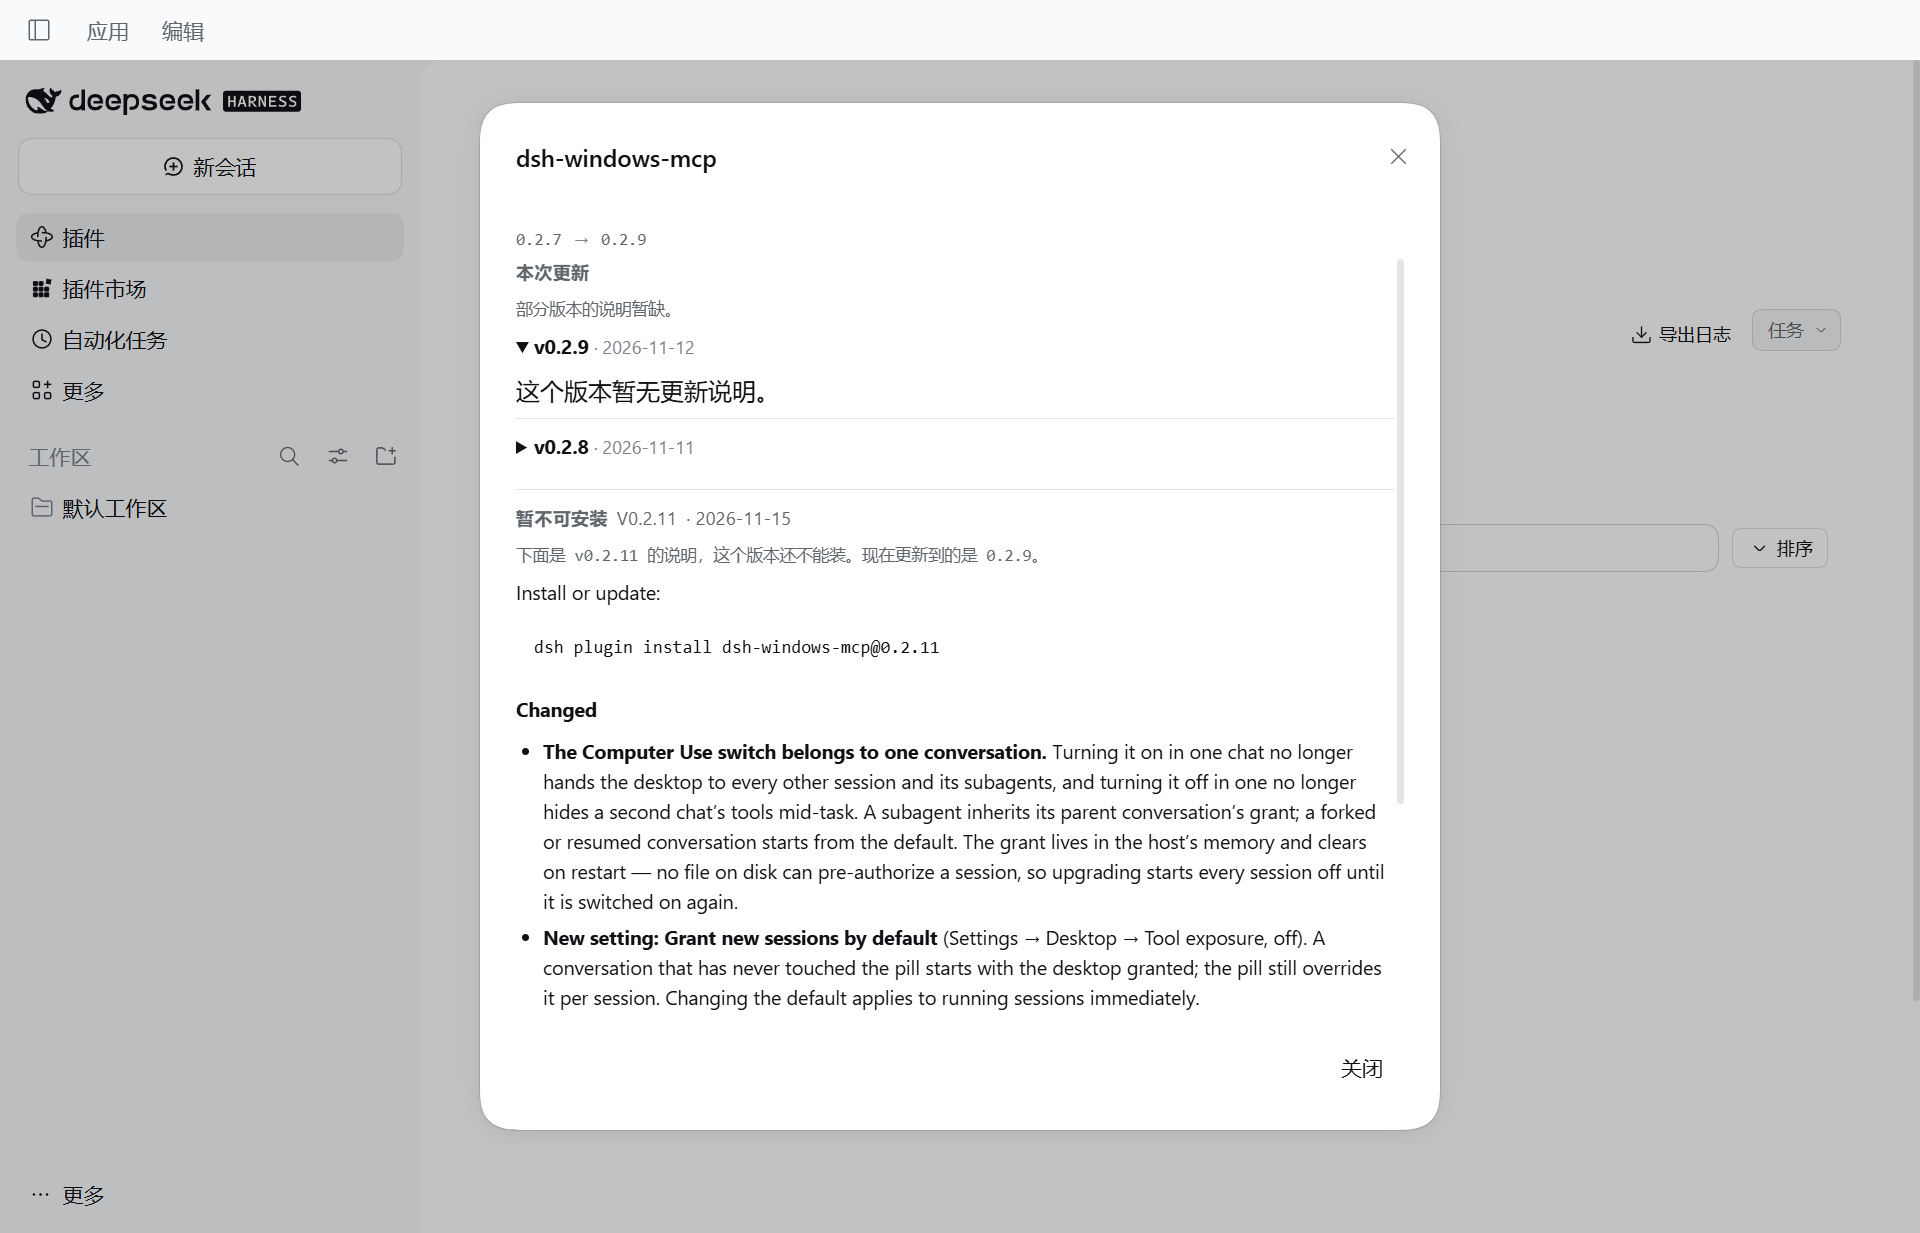 应用
编辑
deepseek HARNESS
新会话
插件
插件市场
自动化任务
更多
工作区
默认工作区
更多
导出日志
任务
排序
dsh-windows-mcp
0.2.7 → 0.2.9
本次更新
部分版本的说明暂缺。
▼ v0.2.9 · 2026-11-12
这个版本暂无更新说明。
▶ v0.2.8 · 2026-11-11
暂不可安装 V0.2.11 · 2026-11-15
下面是 v0.2.11 的说明，这个版本还不能装。现在更新到的是 0.2.9。
Install or update:
dsh plugin install dsh-windows-mcp@0.2.11
Changed
• The Computer Use switch belongs to one conversation. Turning it on in one chat no longer
hands the desktop to every other session and its subagents, and turning it off in one no longer
hides a second chat’s tools mid-task. A subagent inherits its parent conversation’s grant; a forked
or resumed conversation starts from the default. The grant lives in the host’s memory and clears
on restart — no file on disk can pre-authorize a session, so upgrading starts every session off until
it is switched on again.
• New setting: Grant new sessions by default (Settings → Desktop → Tool exposure, off). A
conversation that has never touched the pill starts with the desktop granted; the pill still overrides
it per session. Changing the default applies to running sessions immediately.
关闭